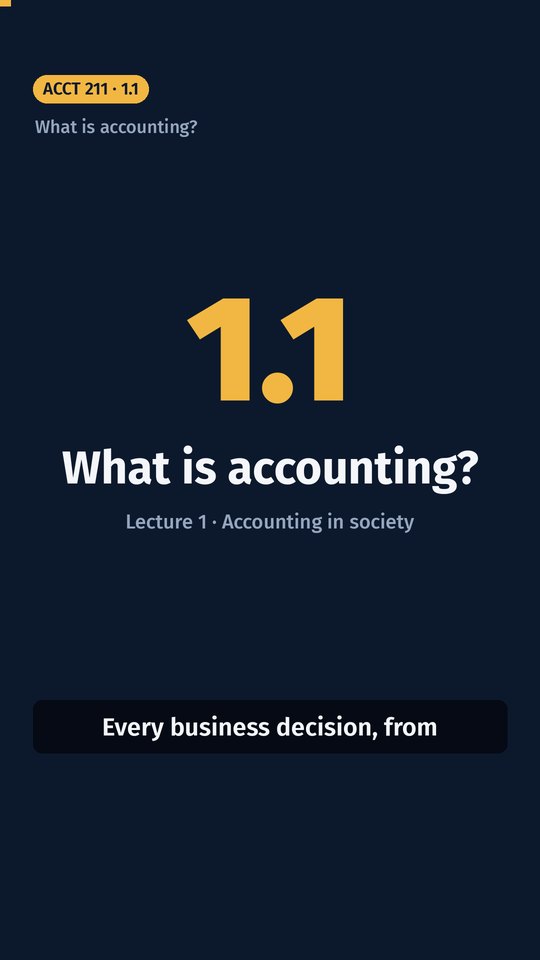 ACCT 211 · 1.1
What is accounting?
1.1
What is accounting?
Lecture 1 · Accounting in society
Every business decision, from